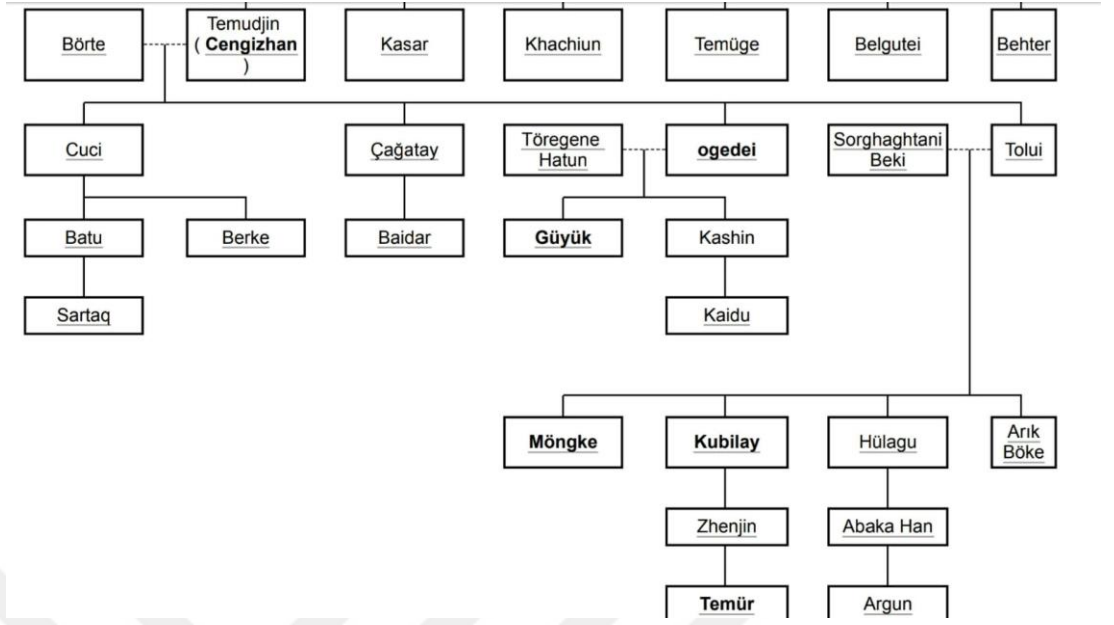 Börte
Temudjin
( Cengizhan
)
Kasar
Khachiun
Temüge
Belgutei
Behter
Cuci
Çağatay
Töregene
Hatun
ogedei
Sorghaghtani
Beki
Tolui
Batu
Berke
Baidar
Güyük
Kashin
Sartaq
Kaidu
Möngke
Kubilay
Hülagu
Arık
Böke
Zhenjin
Abaka Han
Temür
Argun